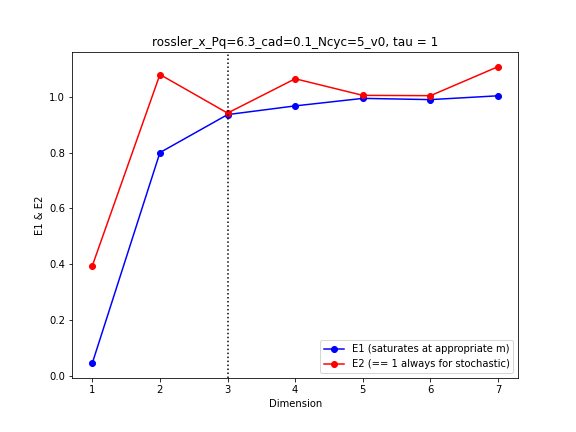 rossler_x_Pq=6.3_cad=0.1_Ncyc=5_v0, tau = 1
E1 & E2
1.0
0.8
0.6
0.4
0.2
0.0
E1 (saturates at appropriate m)
E2 (== 1 always for stochastic)
1 2 3 4 5 6 7
Dimension